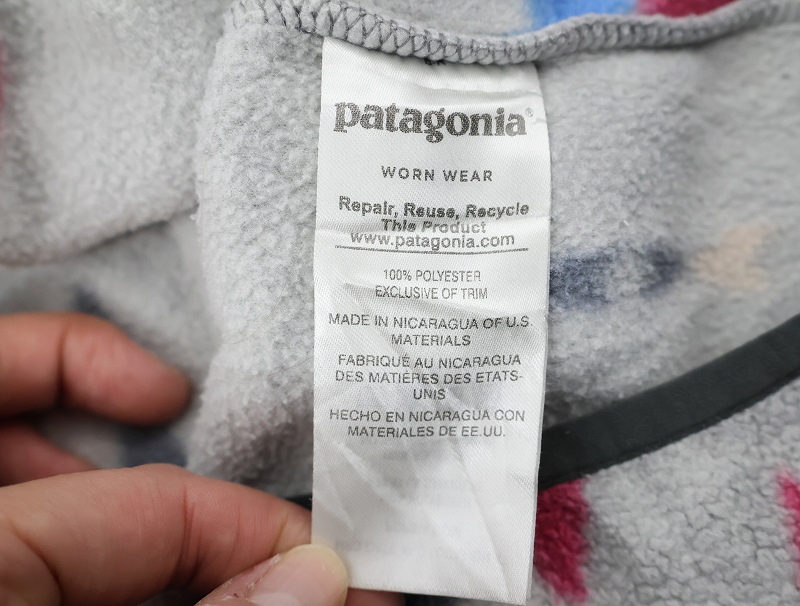 patagonia®
WORN WEAR
Repair, Reuse, Recycle
This Product
www.patagonia.com
100% POLYESTER
EXCLUSIVE OF TRIM
MADE IN NICARAGUA OF U.S.
MATERIALS
FABRIQUÉ AU NICARAGUA
DES MATIÈRES DES ETATS-
UNIS
HECHO EN NICARAGUA CON
MATERIALES DE EE.UU.